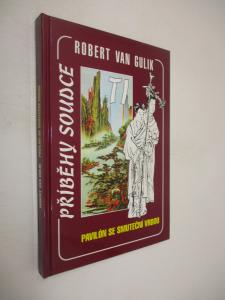 ROBERT VAN GULIK
PŘÍBĚHY SOUDCE
TI
PAVILÓN SE SMUTEČNÍ VRBOU